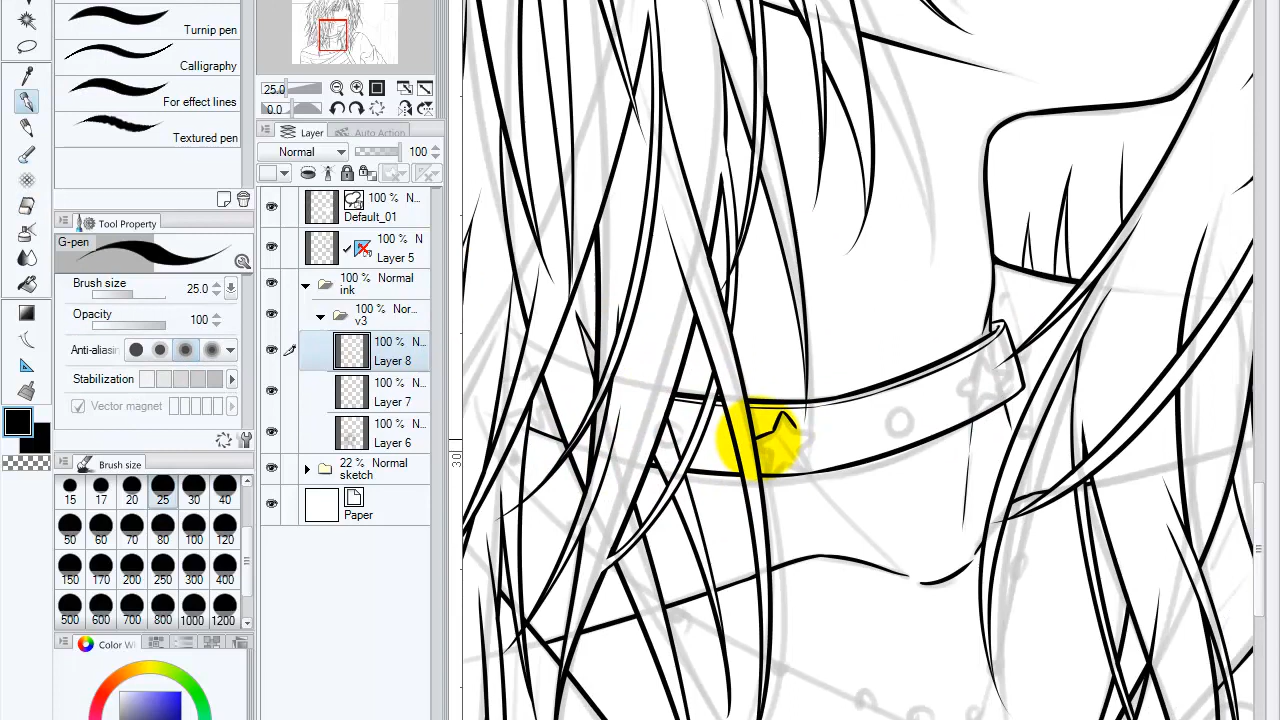 Turnip pen
Calligraphy
For effect lines
Textured pen
Tool Property
G-pen
Brush size
25.0
Opacity
100
Anti-aliasin
Stabilization
Vector magnet
Brush size
15 17 20 25 30 40
50 60 70 80 100 120
150 170 200 250 300 400
500 600 700 800 1000 1200
Color W
25.0
0.0
Layer
Auto Action
Normal
100
100 % N...
Default_01
100 % N
Layer 5
100 % Normal
ink
100 % Nor...
v3
100 % N...
Layer 8
100 % N...
Layer 7
100 % N...
Layer 6
22 % Normal
sketch
Paper
30